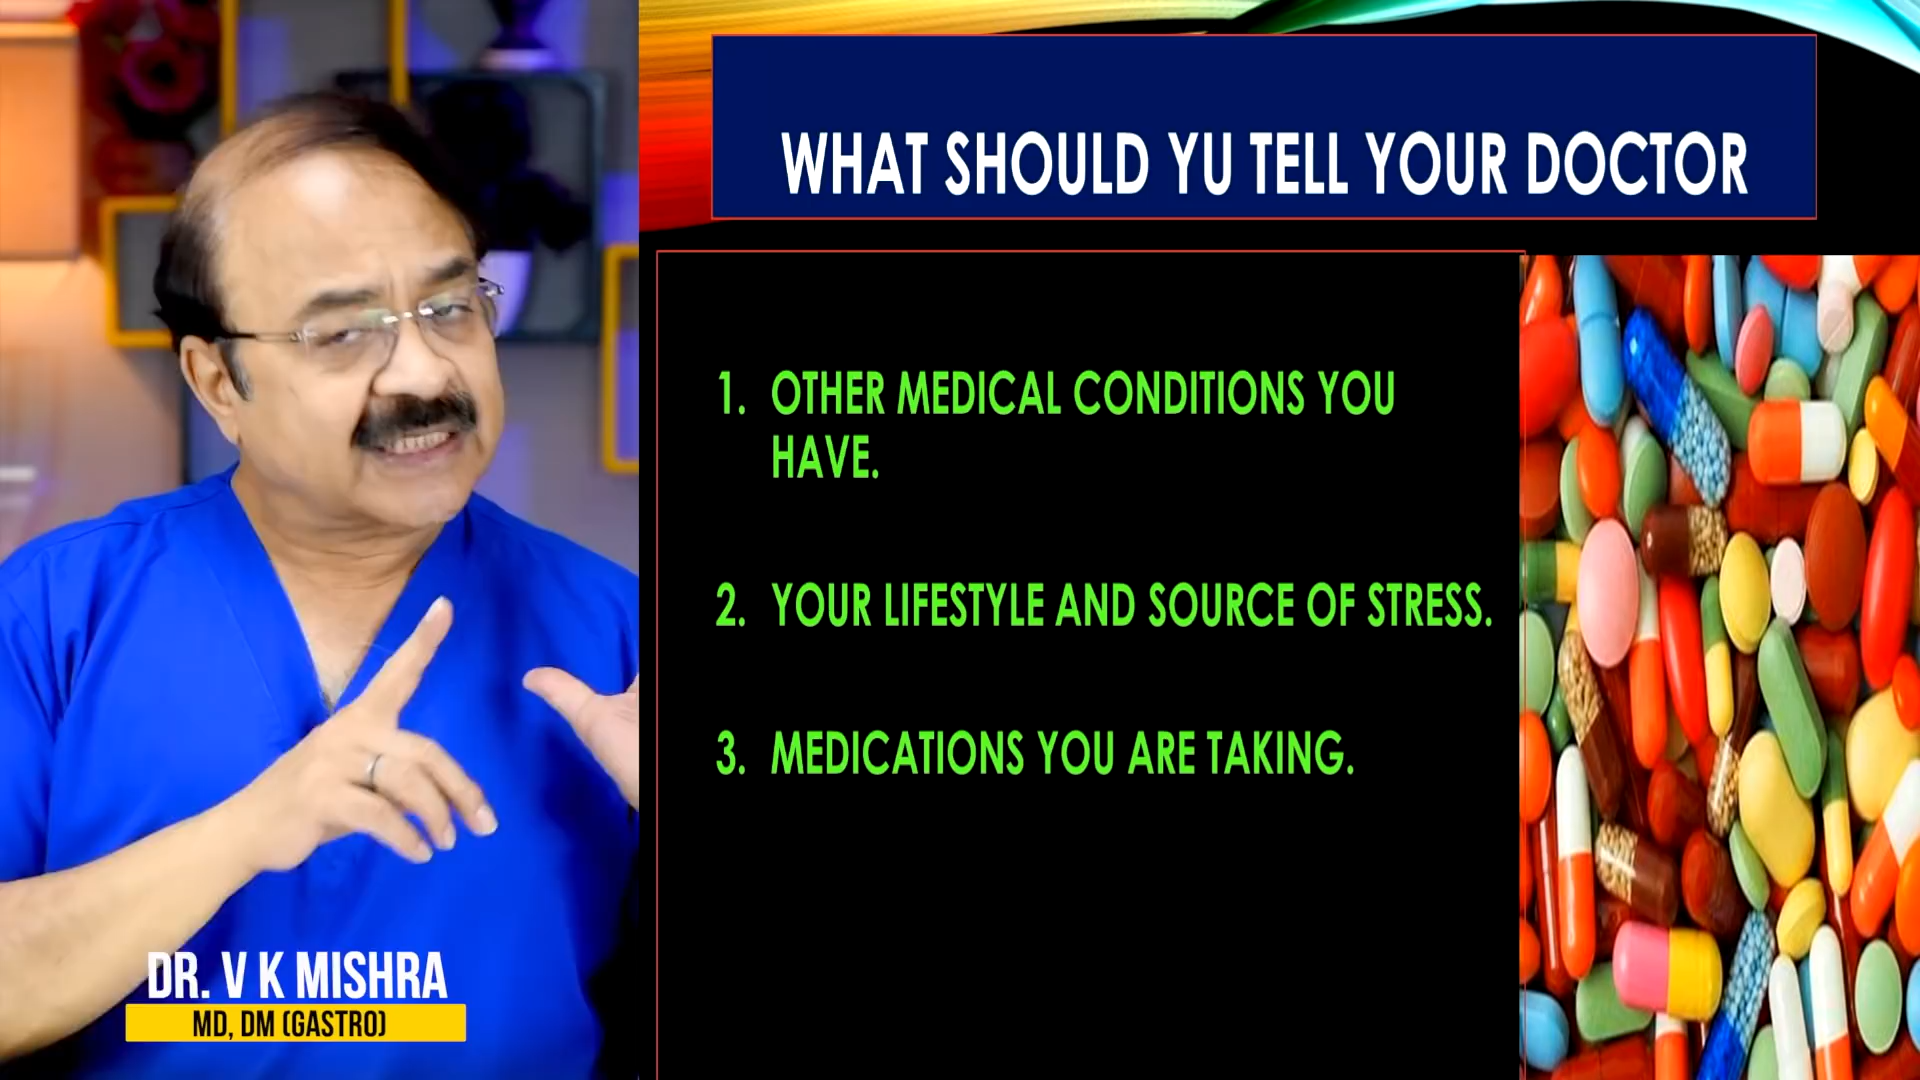 WHAT SHOULD YU TELL YOUR DOCTOR
1. OTHER MEDICAL CONDITIONS YOU
HAVE.
2. YOUR LIFESTYLE AND SOURCE OF STRESS.
3. MEDICATIONS YOU ARE TAKING.
DR. V K MISHRA
MD, DM (GASTRO)